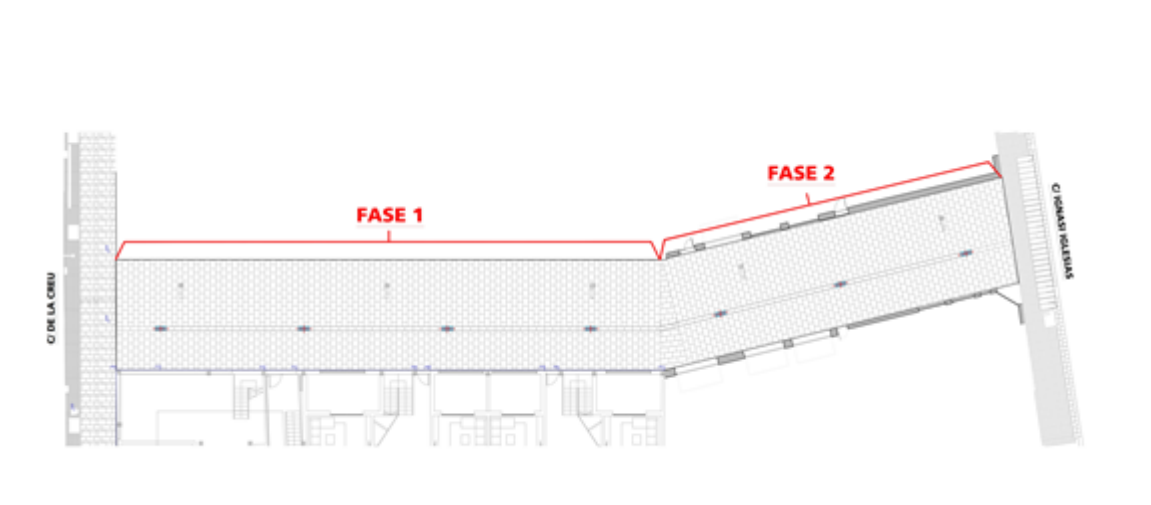 FASE 1
FASE 2
C/ DE LA CREU
C/ IGNASI IGLESIAS